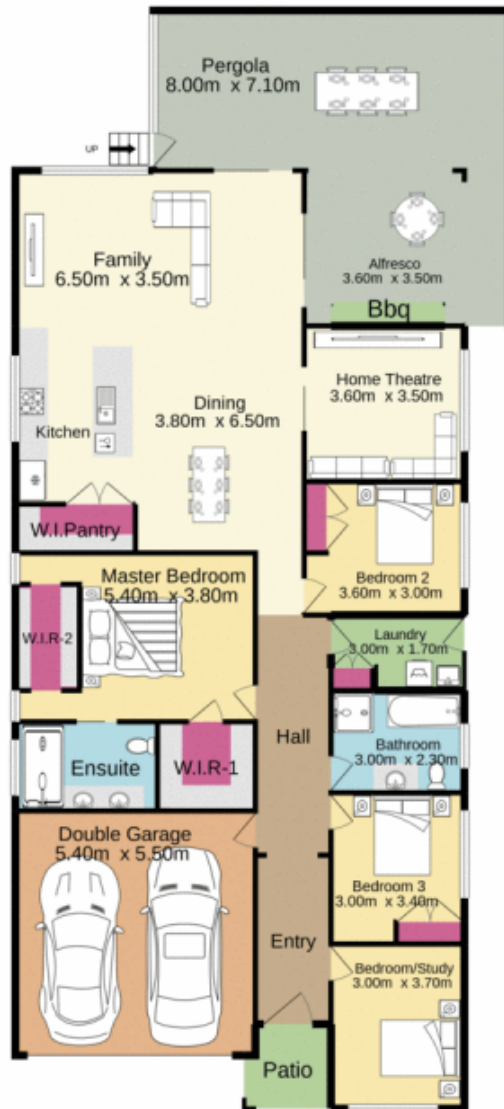 Pergola
8.00m x 7.10m
UP
Family
6.50m x 3.50m
Alfresco
3.60m x 3.50m
Bbq
Home Theatre
3.60m x 3.50m
Dining
3.80m x 6.50m
Kitchen
W.I.Pantry
Master Bedroom
5.40m x 3.80m
Bedroom 2
3.60m x 3.00m
W.I.R-2
Laundry
3.00m x 1.70m
Hall
Bathroom
3.00m x 2.30m
Ensuite
W.I.R-1
Double Garage
5.40m x 5.50m
Bedroom 3
3.00m x 3.40m
Entry
Bedroom/Study
3.00m x 3.70m
Patio